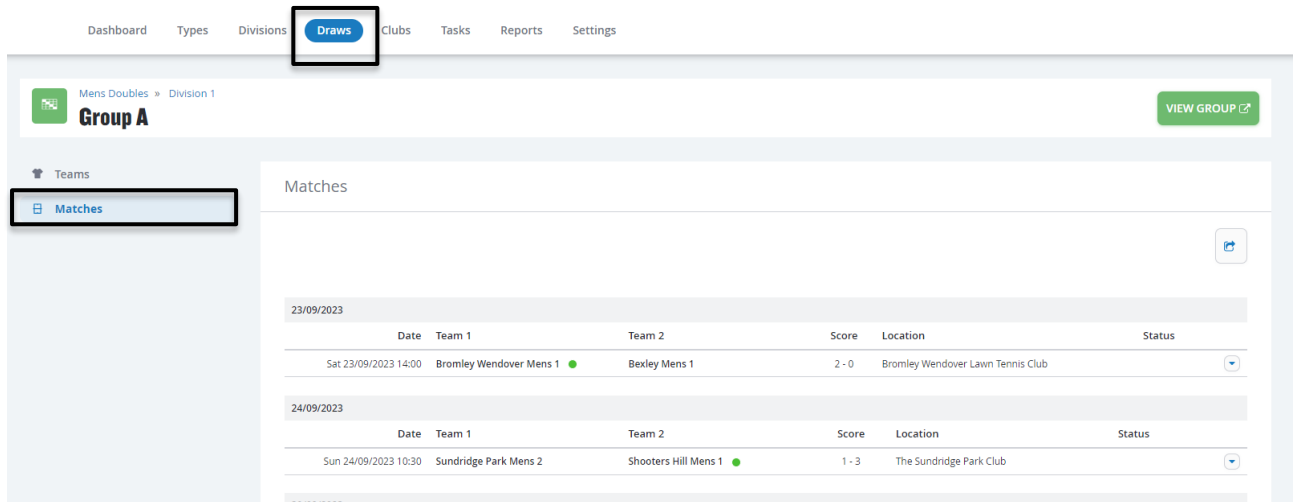 Dashboard Types Divisions Draws Clubs Tasks Reports Settings
Mens Doubles » Division 1
Group A
VIEW GROUP
Teams
Matches
Matches
23/09/2023
Date Team 1 Team 2 Score Location Status
Sat 23/09/2023 14:00 Bromley Wendover Mens 1 Bexley Mens 1 2 - 0 Bromley Wendover Lawn Tennis Club
24/09/2023
Date Team 1 Team 2 Score Location Status
Sun 24/09/2023 10:30 Sundridge Park Mens 2 Shooters Hill Mens 1 1 - 3 The Sundridge Park Club